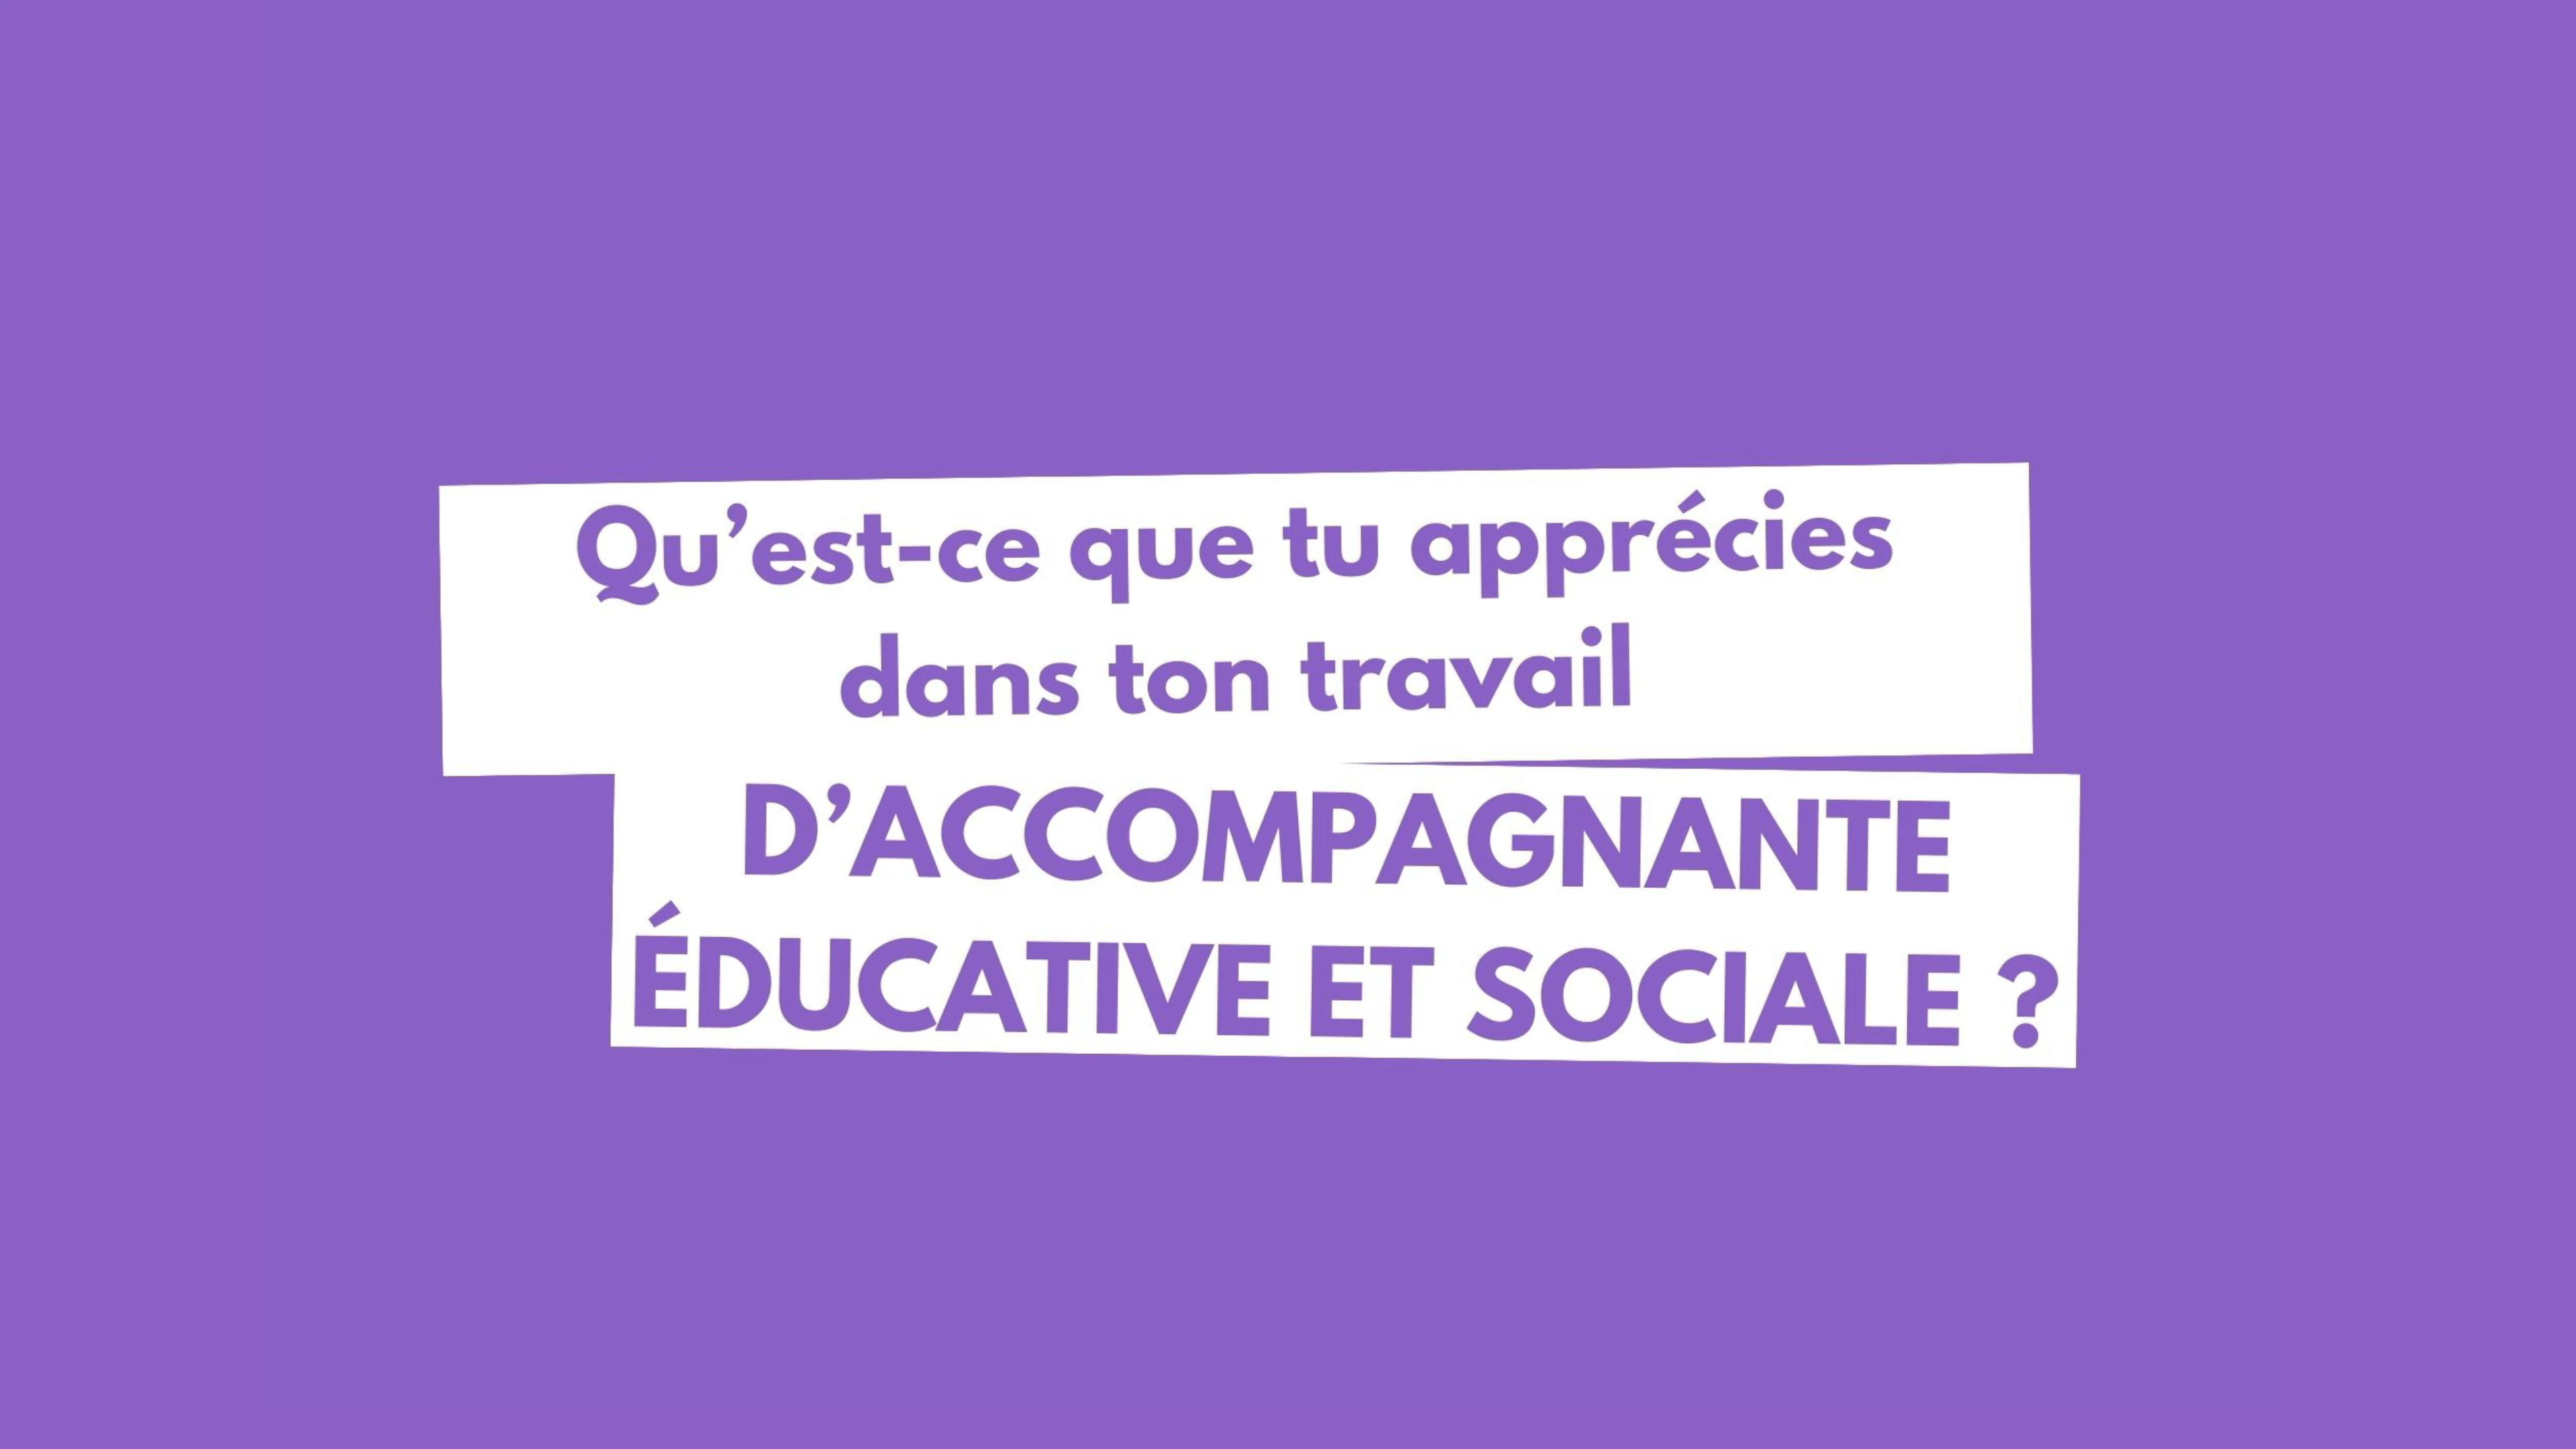 Qu’est-ce que tu apprécies
dans ton travail
D’ACCOMPAGNANTE
ÉDUCATIVE ET SOCIALE ?